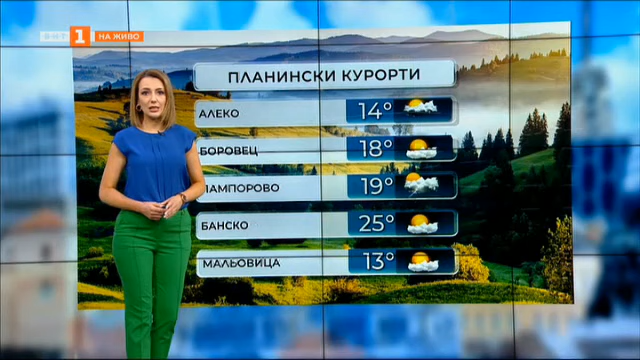 БНТ 1 НА ЖИВО
ПЛАНИНСКИ КУРОРТИ
АЛЕКО 14°
БОРОВЕЦ 18°
ПАМПОРОВО 19°
БАНСКО 25°
МАЛЬОВИЦА 13°